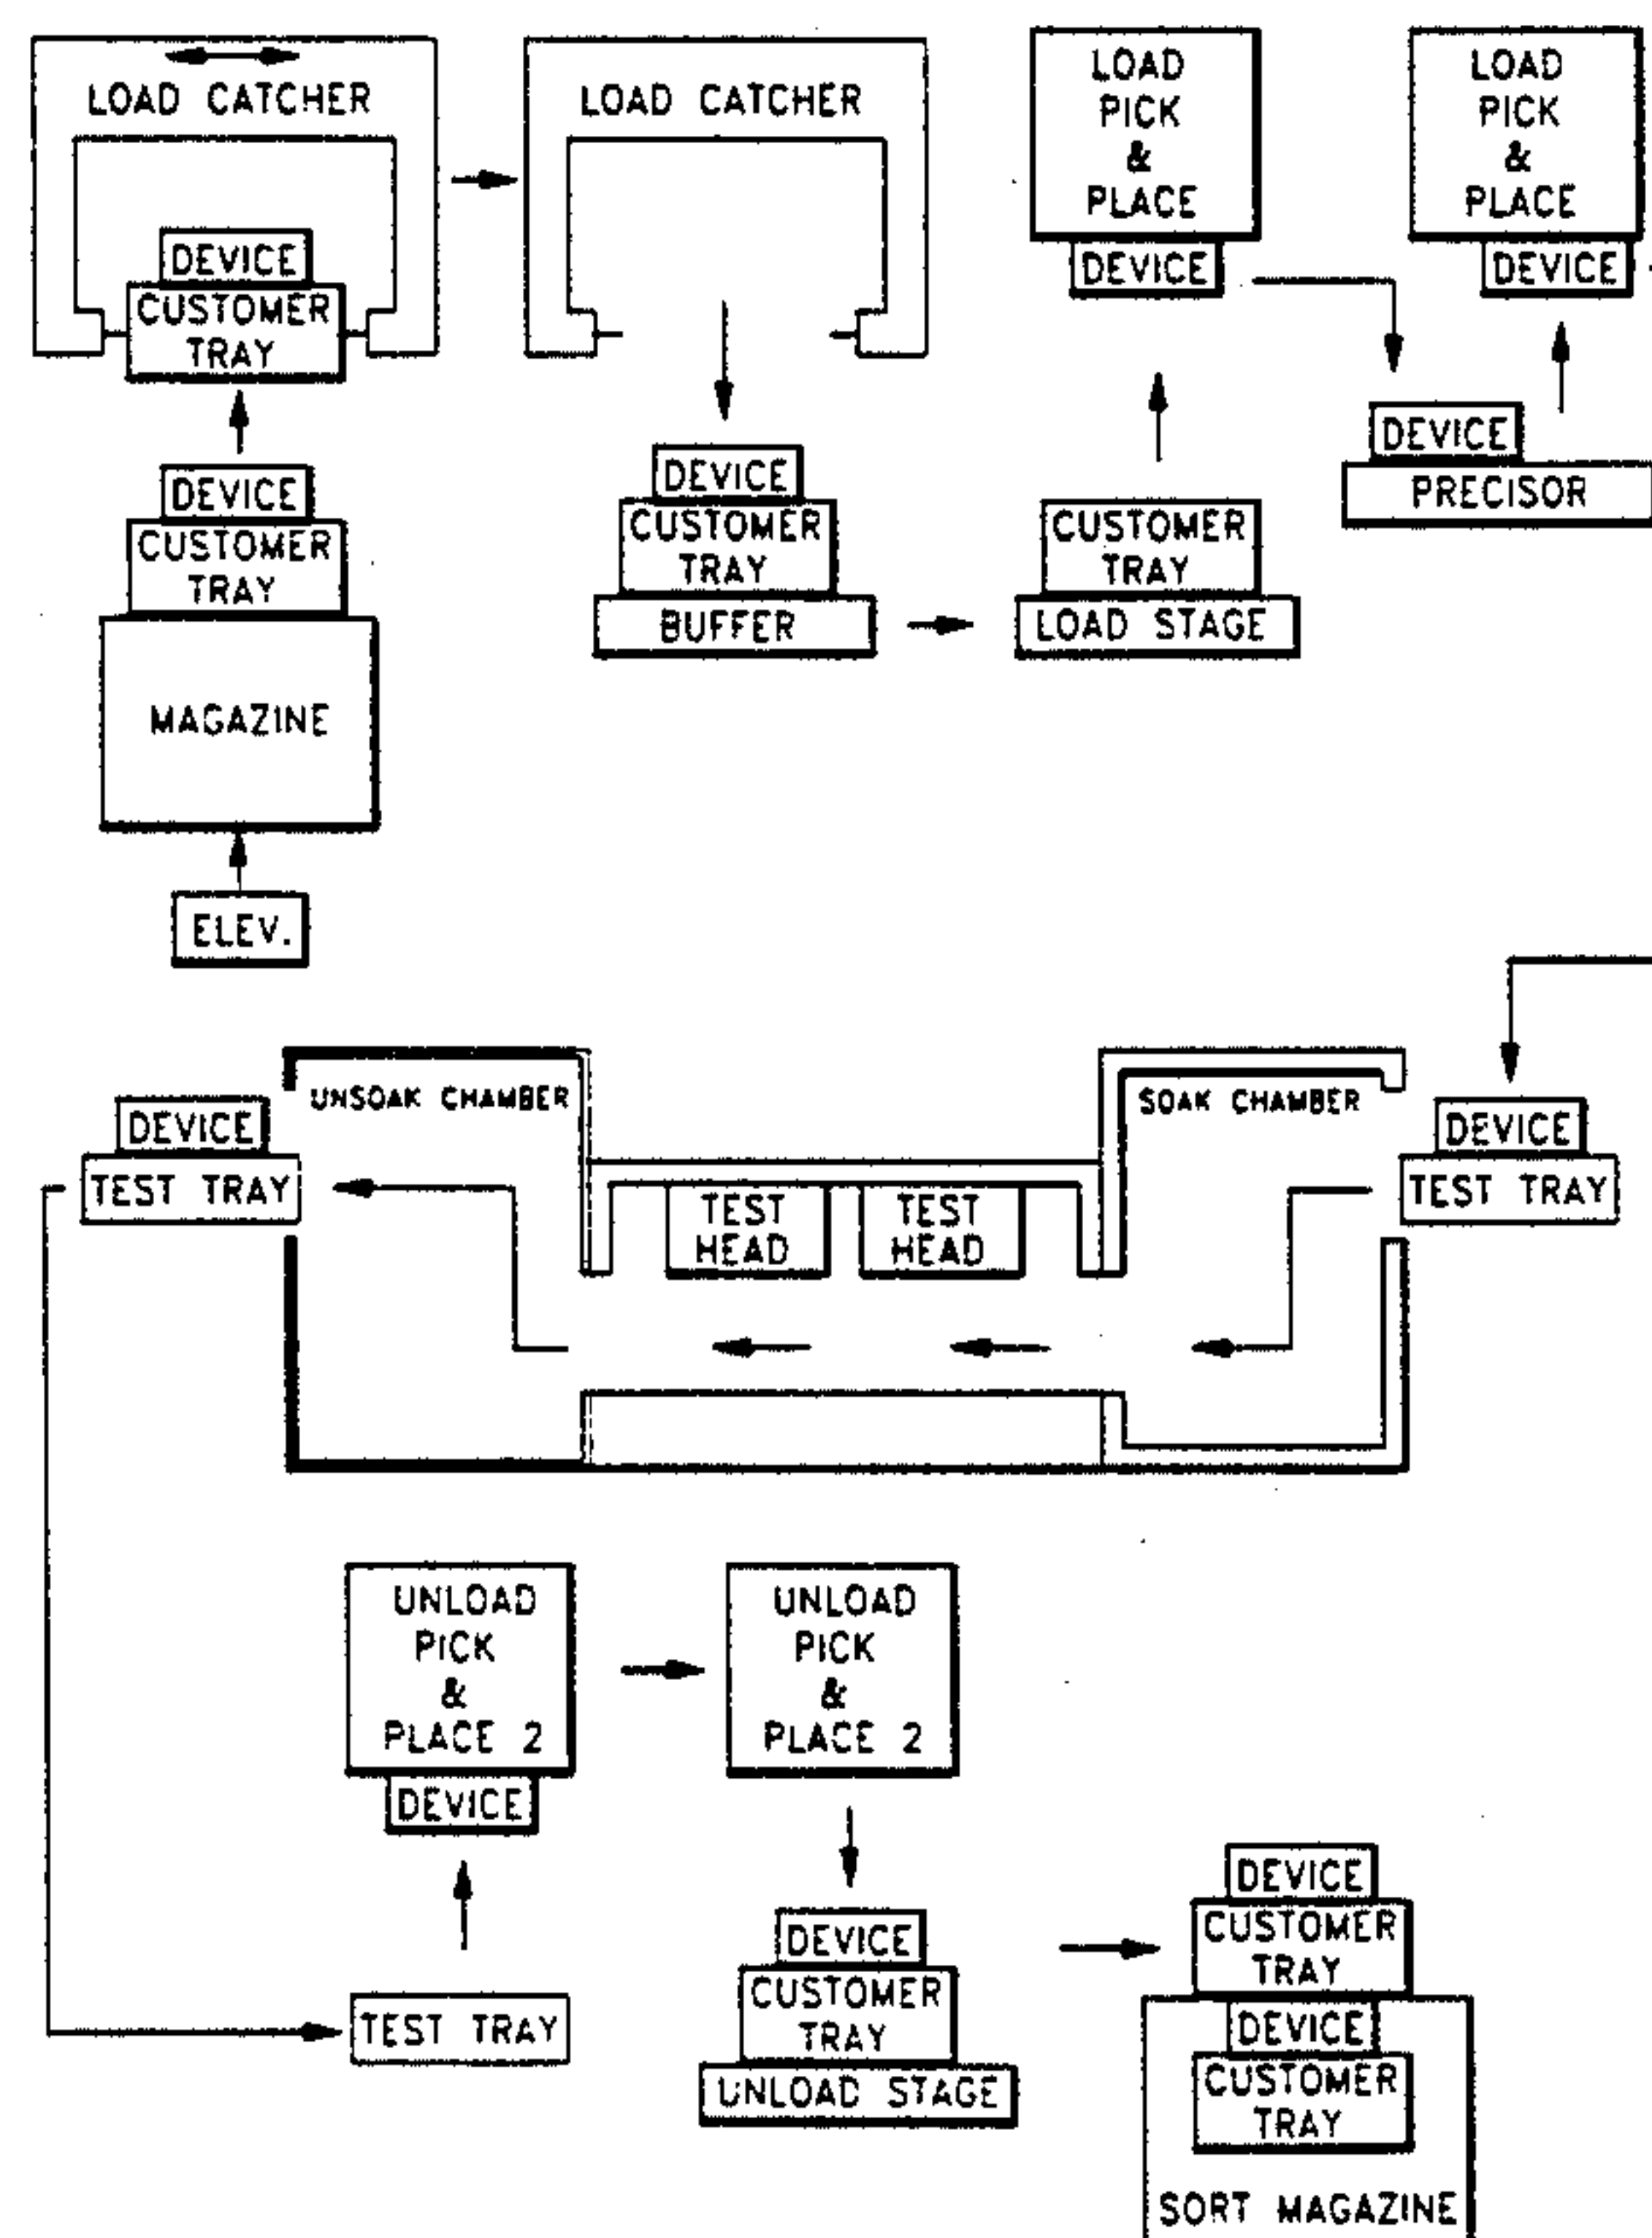 LOAD CATCHER
DEVICE
CUSTOMER
TRAY
DEVICE
CUSTOMER
TRAY
MAGAZINE
ELEV.
LOAD CATCHER
DEVICE
CUSTOMER
TRAY
BUFFER
LOAD
PICK
&
PLACE
DEVICE
CUSTOMER
TRAY
LOAD STAGE
LOAD
PICK
&
PLACE
DEVICE
DEVICE
PRECISOR
DEVICE
TEST TRAY
UNSOAK CHAMBER
TEST
HEAD
TEST
HEAD
SOAK CHAMBER
DEVICE
TEST TRAY
UNLOAD
PICK
&
PLACE 2
DEVICE
TEST TRAY
UNLOAD
PICK
&
PLACE 2
DEVICE
CUSTOMER
TRAY
UNLOAD STAGE
DEVICE
CUSTOMER
TRAY
DEVICE
CUSTOMER
TRAY
SORT MAGAZINE